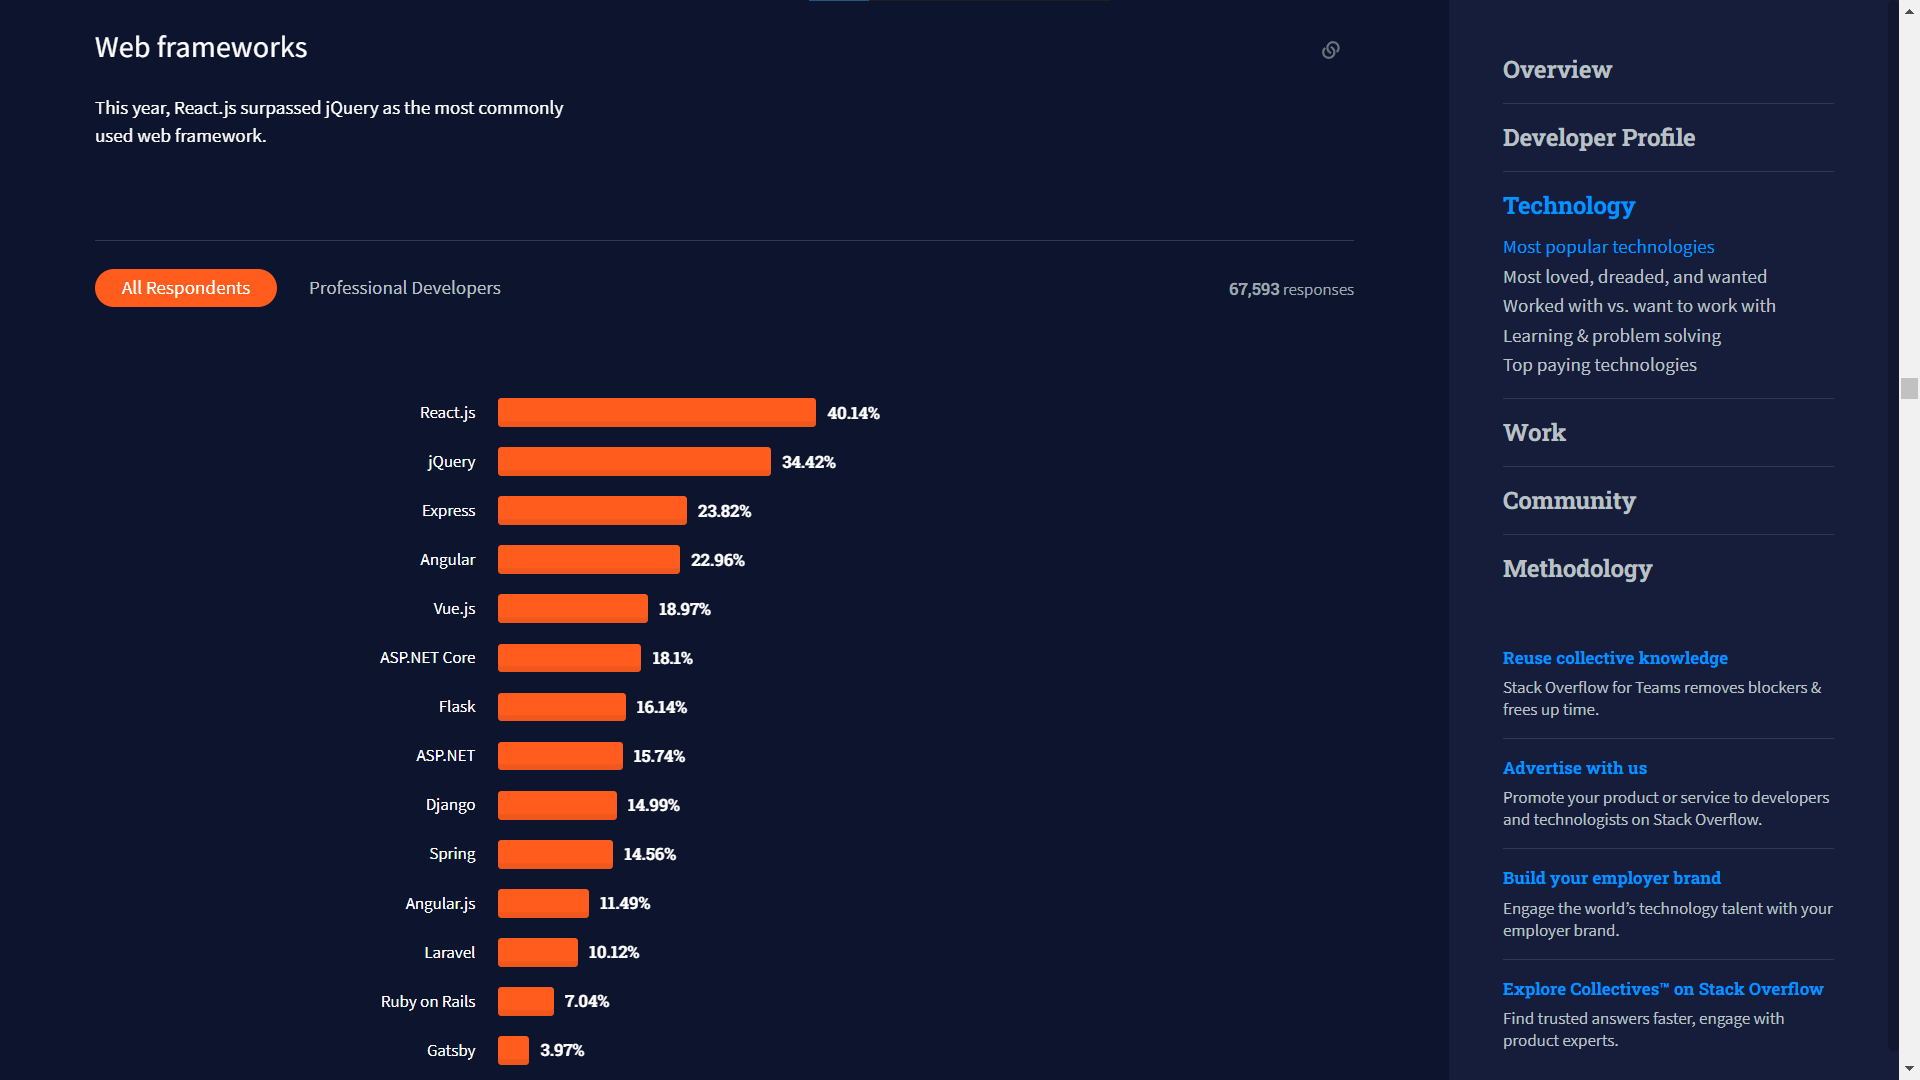 Web frameworks
This year, React.js surpassed jQuery as the most commonly
used web framework.
All Respondents
Professional Developers
67,593 responses
React.js 40.14%
jQuery 34.42%
Express 23.82%
Angular 22.96%
Vue.js 18.97%
ASP.NET Core 18.1%
Flask 16.14%
ASP.NET 15.74%
Django 14.99%
Spring 14.56%
Angular.js 11.49%
Laravel 10.12%
Ruby on Rails 7.04%
Gatsby 3.97%
Overview
Developer Profile
Technology
Most popular technologies
Most loved, dreaded, and wanted
Worked with vs. want to work with
Learning & problem solving
Top paying technologies
Work
Community
Methodology
Reuse collective knowledge
Stack Overflow for Teams removes blockers &
frees up time.
Advertise with us
Promote your product or service to developers
and technologists on Stack Overflow.
Build your employer brand
Engage the world’s technology talent with your
employer brand.
Explore Collectives™ on Stack Overflow
Find trusted answers faster, engage with
product experts.